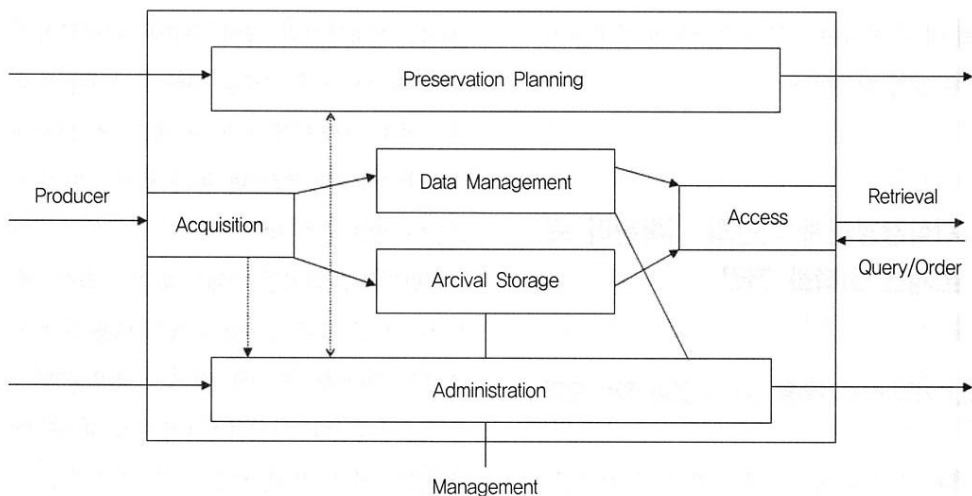 Preservation Planning
Producer
Data Management
Acquisition
Access
Retrieval
Arcival Storage
Query/Order
Administration
Management